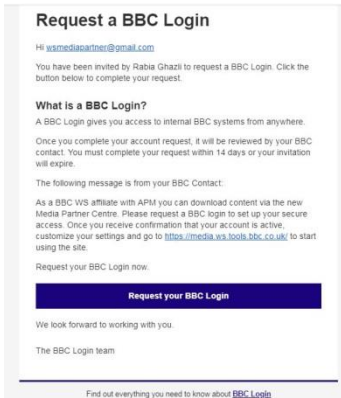 Request a BBC Login
Hi wsmediapartner@gmail.com
You have been invited by Rabia Ghazli to request a BBC Login. Click the
button below to complete your request.
What is a BBC Login?
A BBC Login gives you access to internal BBC systems from anywhere.
Once you complete your account request, it will be reviewed by your BBC
contact. You must complete your request within 14 days or your invitation
will expire.
The following message is from your BBC Contact:
As a BBC WS affiliate with APM you can download content via the new
Media Partner Centre. Please request a BBC login to set up your secure
access. Once you receive confirmation that your account is active,
customize your settings and go to https://media.ws.tools.bbc.co.uk/ to start
using the site.
Request your BBC Login now.
Request your BBC Login
We look forward to working with you.
The BBC Login team
Find out everything you need to know about BBC Login